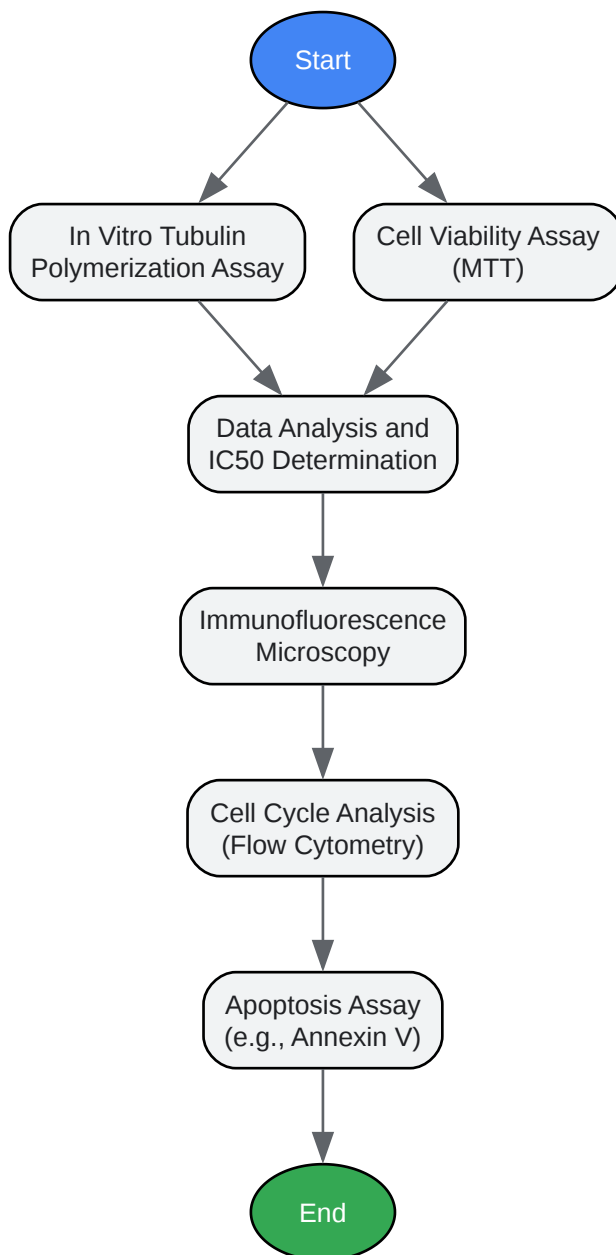 Start
In Vitro Tubulin
Polymerization Assay
Cell Viability Assay
(MTT)
Data Analysis and
IC50 Determination
Immunofluorescence
Microscopy
Cell Cycle Analysis
(Flow Cytometry)
Apoptosis Assay
(e.g., Annexin V)
End